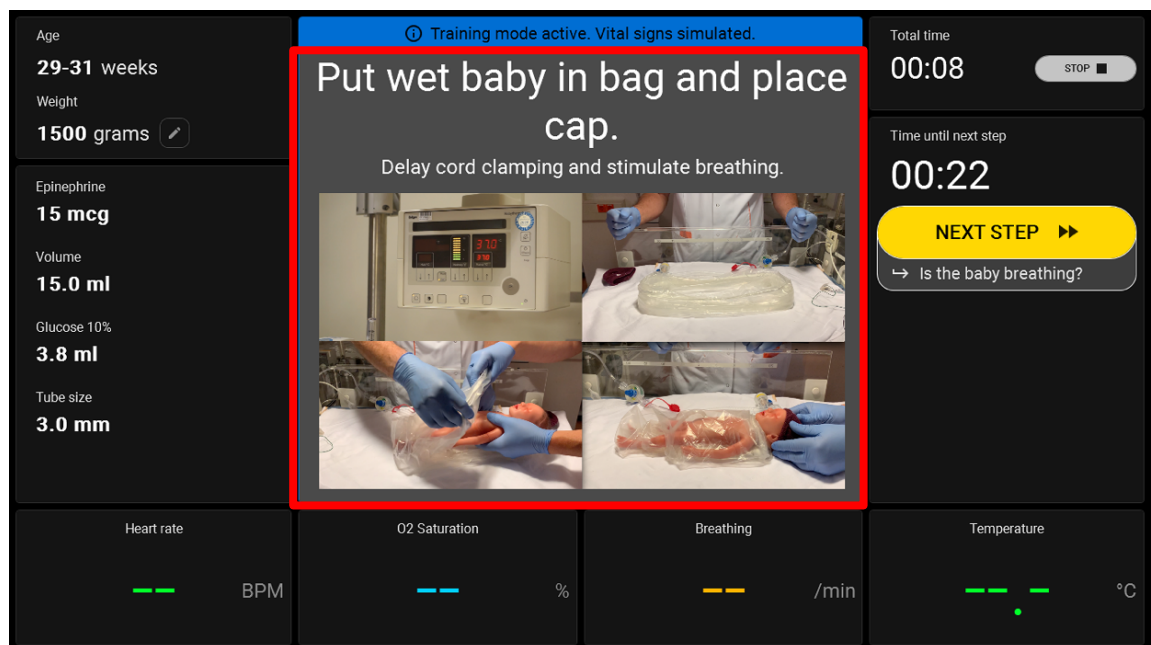 Age
29-31 weeks
Weight
1500 grams
Epinephrine
15 mcg
Volume
15.0 ml
Glucose 10%
3.8 ml
Tube size
3.0 mm
Training mode active. Vital signs simulated.
Put wet baby in bag and place
cap.
Delay cord clamping and stimulate breathing.
37.0
Total time
00:08
STOP
Time until next step
00:22
NEXT STEP
Is the baby breathing?
Heart rate
-- BPM
O2 Saturation
-- %
Breathing
-- /min
Temperature
--.- °C